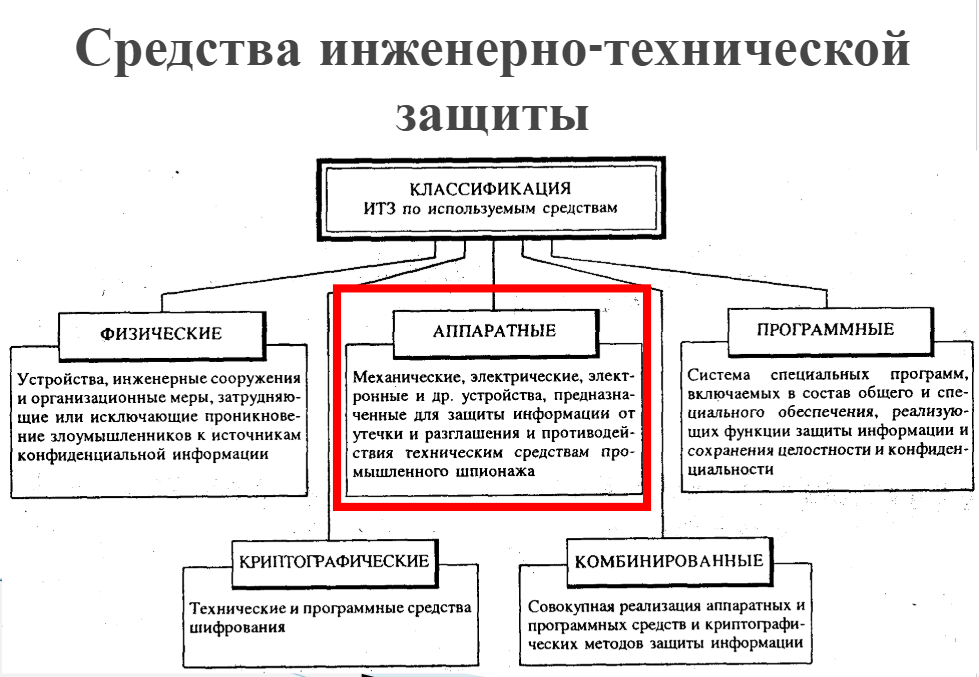 Средства инженерно-технической
защиты
КЛАССИФИКАЦИЯ
ИТЗ по используемым средствам
ФИЗИЧЕСКИЕ
Устройства, инженерные сооружения
и организационные меры, затрудняю-
щие или исключающие проникнове-
ние злоумышленников к источникам
конфиденциальной информации
АППАРАТНЫЕ
Механические, электрические, элект-
ронные и др. устройства, предназна-
ченные для защиты информации от
утечки и разглашения и противодей-
ствия техническим средствам про-
мышленного шпионажа
ПРОГРАММНЫЕ
Система специальных программ,
включаемых в состав общего и спе-
циального обеспечения, реализую-
щих функции защиты информации и
сохранения целостности и конфиден-
циальности
КРИПТОГРАФИЧЕСКИЕ
Технические и программные средства
шифрования
КОМБИНИРОВАННЫЕ
Совокупная реализация аппаратных и
программных средств и криптографи-
ческих методов защиты информации